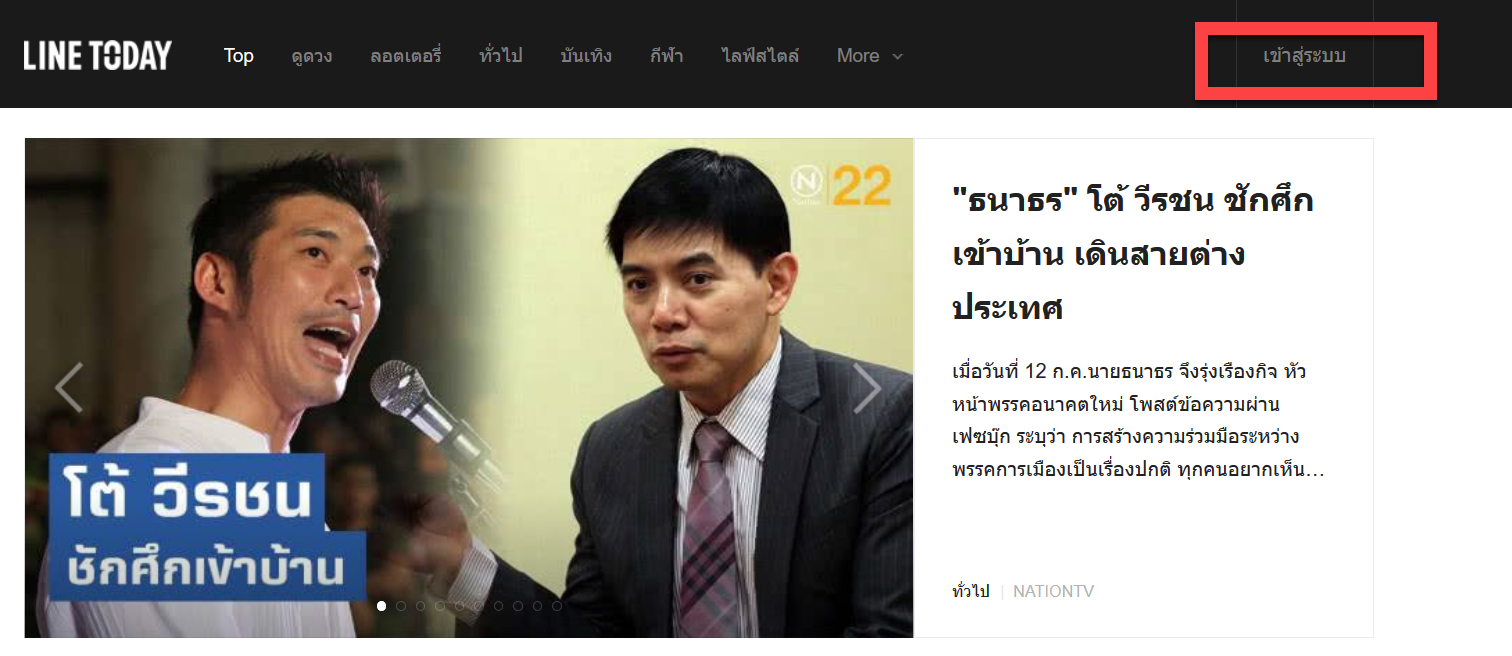 LINE TODAY
Top ดูดวง ลอตเตอรี่ ทั่วไป บันเทิง กีฬา ไลฟ์สไตล์ More
เข้าสู่ระบบ
N 22
Nation
โต้ วีรชน
ชักศึกเข้าบ้าน
"ธนาธร" โต้ วีรชน ชักศึก
เข้าบ้าน เดินสายต่าง
ประเทศ
เมื่อวันที่ 12 ก.ค.นายธนาธร จึงรุ่งเรืองกิจ หัว
หน้าพรรคอนาคตใหม่ โพสต์ข้อความผ่าน
เฟซบุ๊ก ระบุว่า การสร้างความร่วมมือระหว่าง
พรรคการเมืองเป็นเรื่องปกติ ทุกคนอยากเห็น...
ทั่วไป | NATIONTV